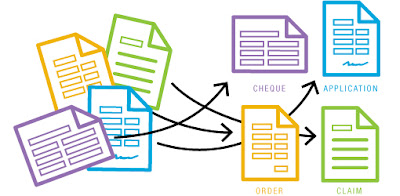 CHEQUE
APPLICATION
ORDER
CLAIM